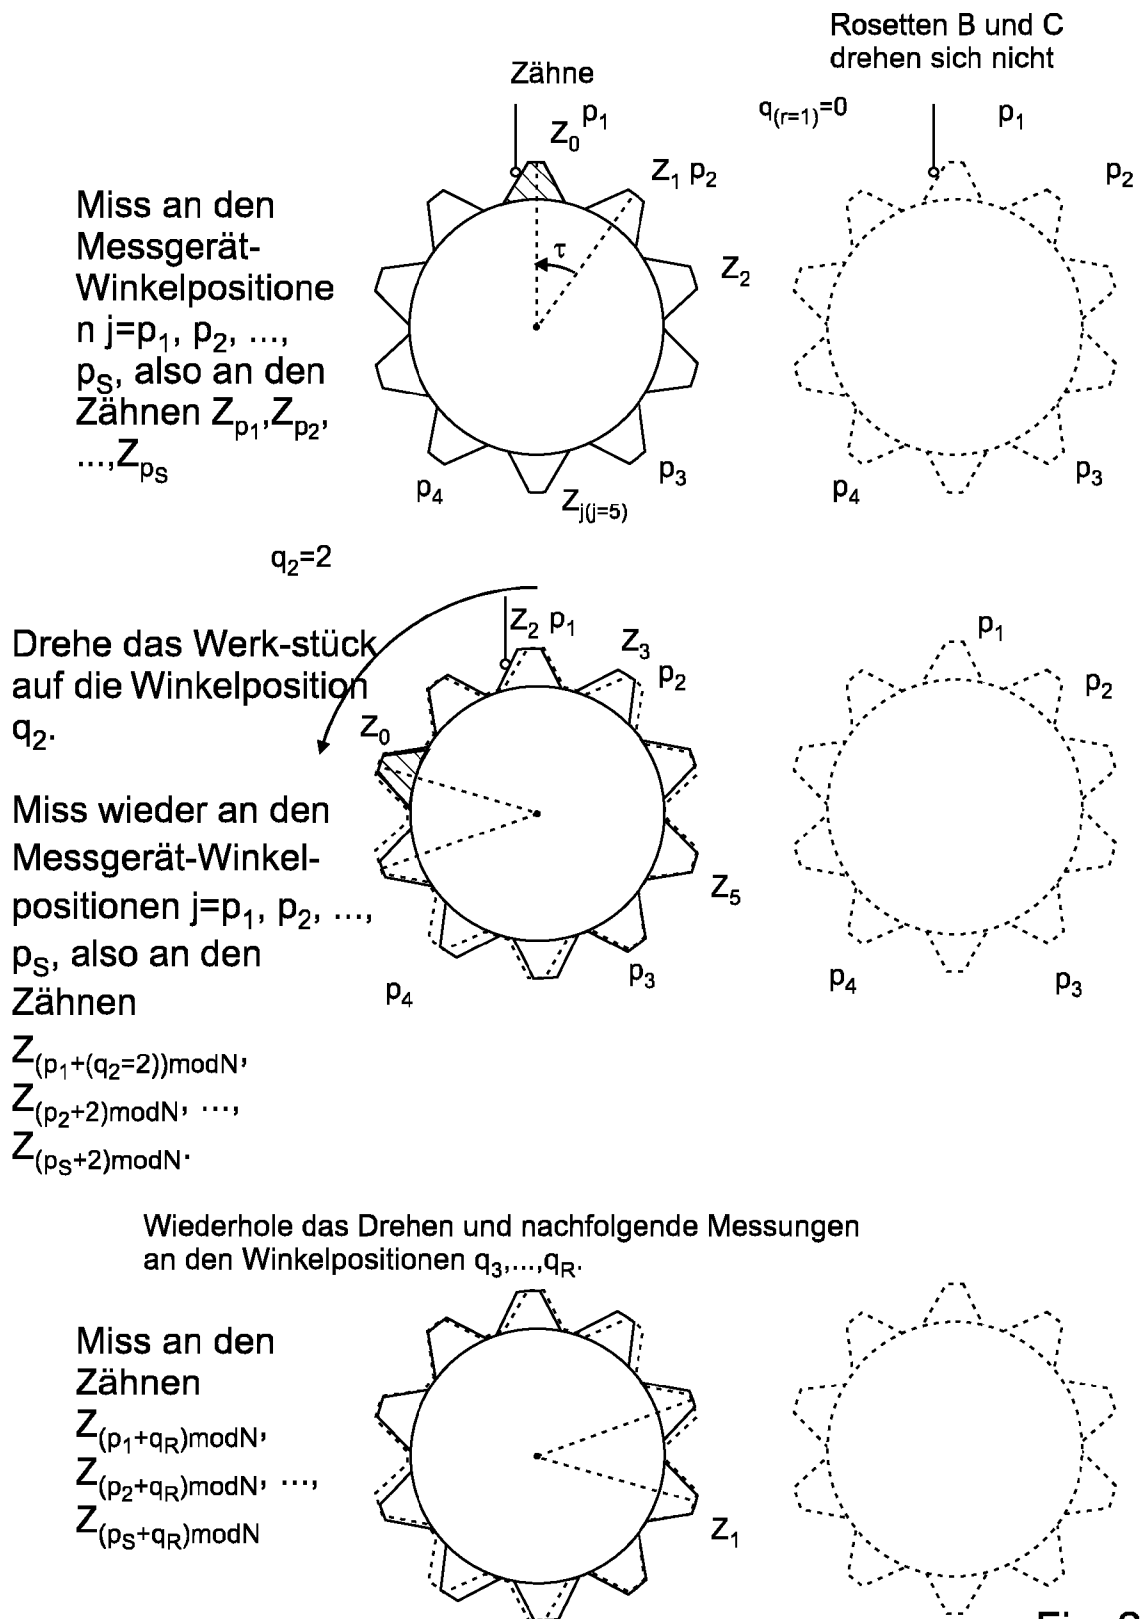 Rosetten B und C
drehen sich nicht
Zähne
q(r=1)=0
Z0 p1
p1
Z1 p2
p2
Miss an den
Messgerät-
Winkelpositione
n j=p1, p2, ...,
pS, also an den
Zähnen Zp1,Zp2,
...,ZpS
τ
Z2
p4
Zj(j=5)
p3
p4
p3
q2=2
Drehe das Werk-stück
auf die Winkelposition
q2.
Z2 p1
Z3
p2
Z0
p1
p2
Miss wieder an den
Messgerät-Winkel-
positionen j=p1, p2, ...,
pS, also an den
Zähnen
Z(p1+(q2=2))modN,
Z(p2+2)modN, ...,
Z(pS+2)modN.
Z5
p4
p3
p4
p3
Wiederhole das Drehen und nachfolgende Messungen
an den Winkelpositionen q3,...,qR.
Miss an den
Zähnen
Z(p1+qR)modN,
Z(p2+qR)modN, ...,
Z(pS+qR)modN
Z1